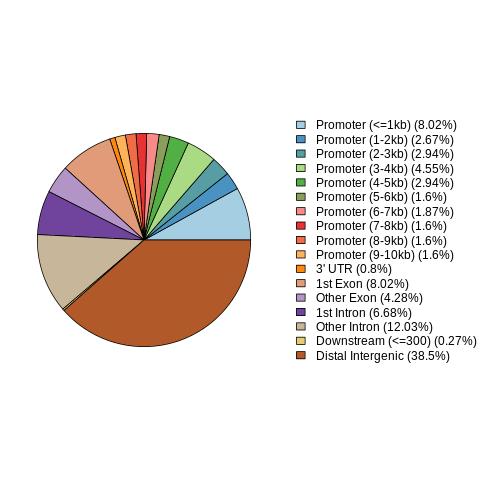 Promoter (<=1kb) (8.02%)
Promoter (1-2kb) (2.67%)
Promoter (2-3kb) (2.94%)
Promoter (3-4kb) (4.55%)
Promoter (4-5kb) (2.94%)
Promoter (5-6kb) (1.6%)
Promoter (6-7kb) (1.87%)
Promoter (7-8kb) (1.6%)
Promoter (8-9kb) (1.6%)
Promoter (9-10kb) (1.6%)
3' UTR (0.8%)
1st Exon (8.02%)
Other Exon (4.28%)
1st Intron (6.68%)
Other Intron (12.03%)
Downstream (<=300) (0.27%)
Distal Intergenic (38.5%)